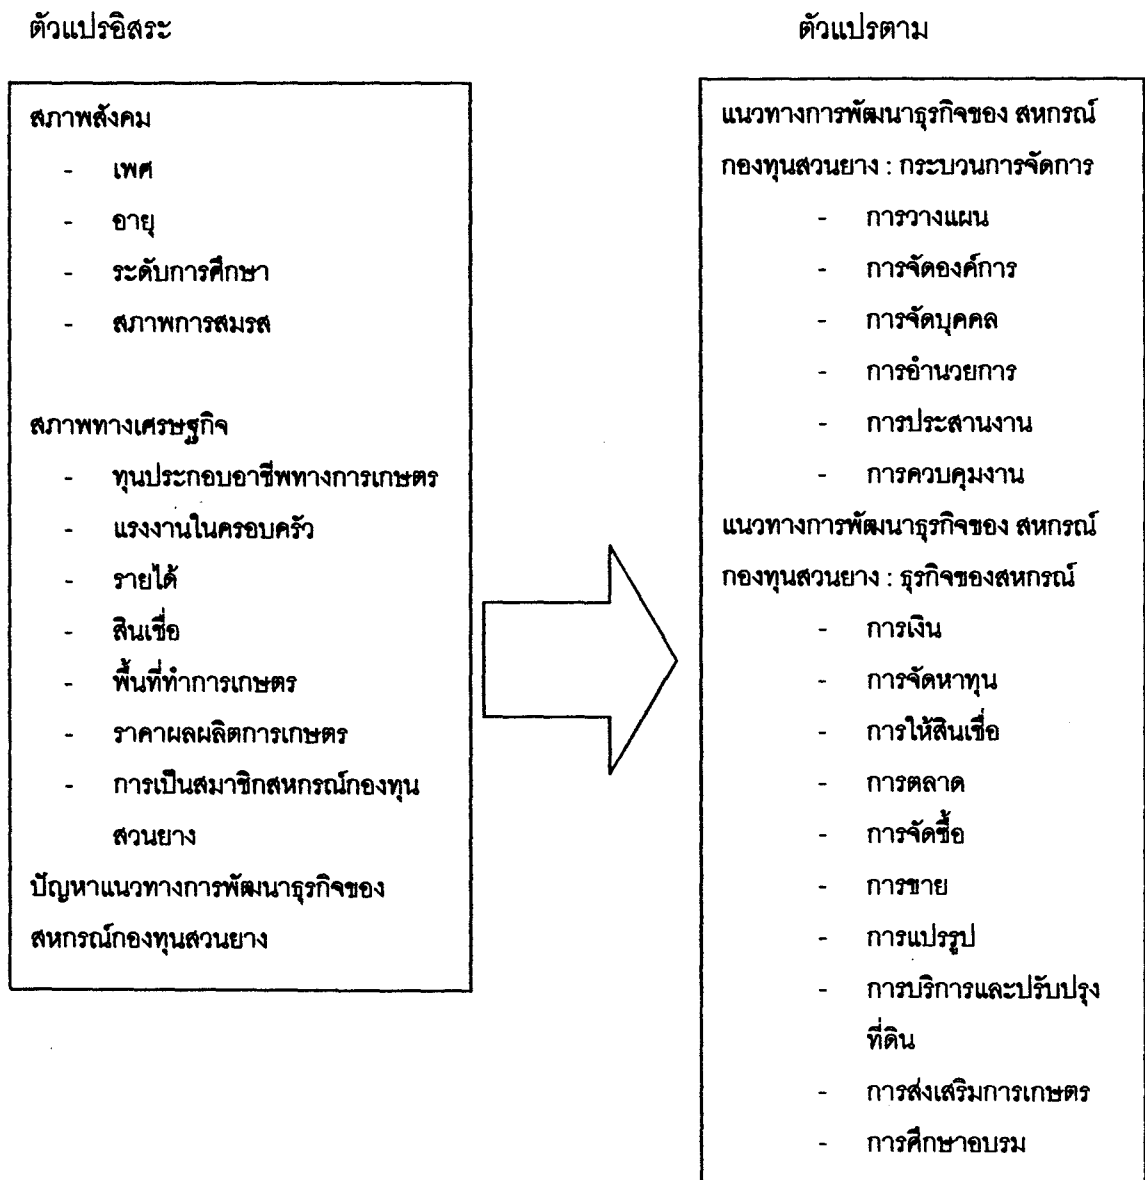 ตัวแปรอิสระ
สภาพสังคม
- เพศ
- อายุ
- ระดับการศึกษา
- สภาพการสมรส
สภาพทางเศรษฐกิจ
- ทุนประกอบอาชีพทางการเกษตร
- แรงงานในครอบครัว
- รายได้
- สินเชื่อ
- พื้นที่ทำการเกษตร
- ราคาผลผลิตการเกษตร
- การเป็นสมาชิกสหกรณ์กองทุน
สวนยาง
ปัญหาแนวทางการพัฒนาธุรกิจของ
สหกรณ์กองทุนสวนยาง
ตัวแปรตาม
แนวทางการพัฒนาธุรกิจของ สหกรณ์
กองทุนสวนยาง : กระบวนการจัดการ
- การวางแผน
- การจัดองค์การ
- การจัดบุคคล
- การอำนวยการ
- การประสานงาน
- การควบคุมงาน
แนวทางการพัฒนาธุรกิจของ สหกรณ์
กองทุนสวนยาง : ธุรกิจของสหกรณ์
- การเงิน
- การจัดหาทุน
- การให้สินเชื่อ
- การตลาด
- การจัดซื้อ
- การขาย
- การแปรรูป
- การบริการและปรับปรุง
ที่ดิน
- การส่งเสริมการเกษตร
- การศึกษาอบรม